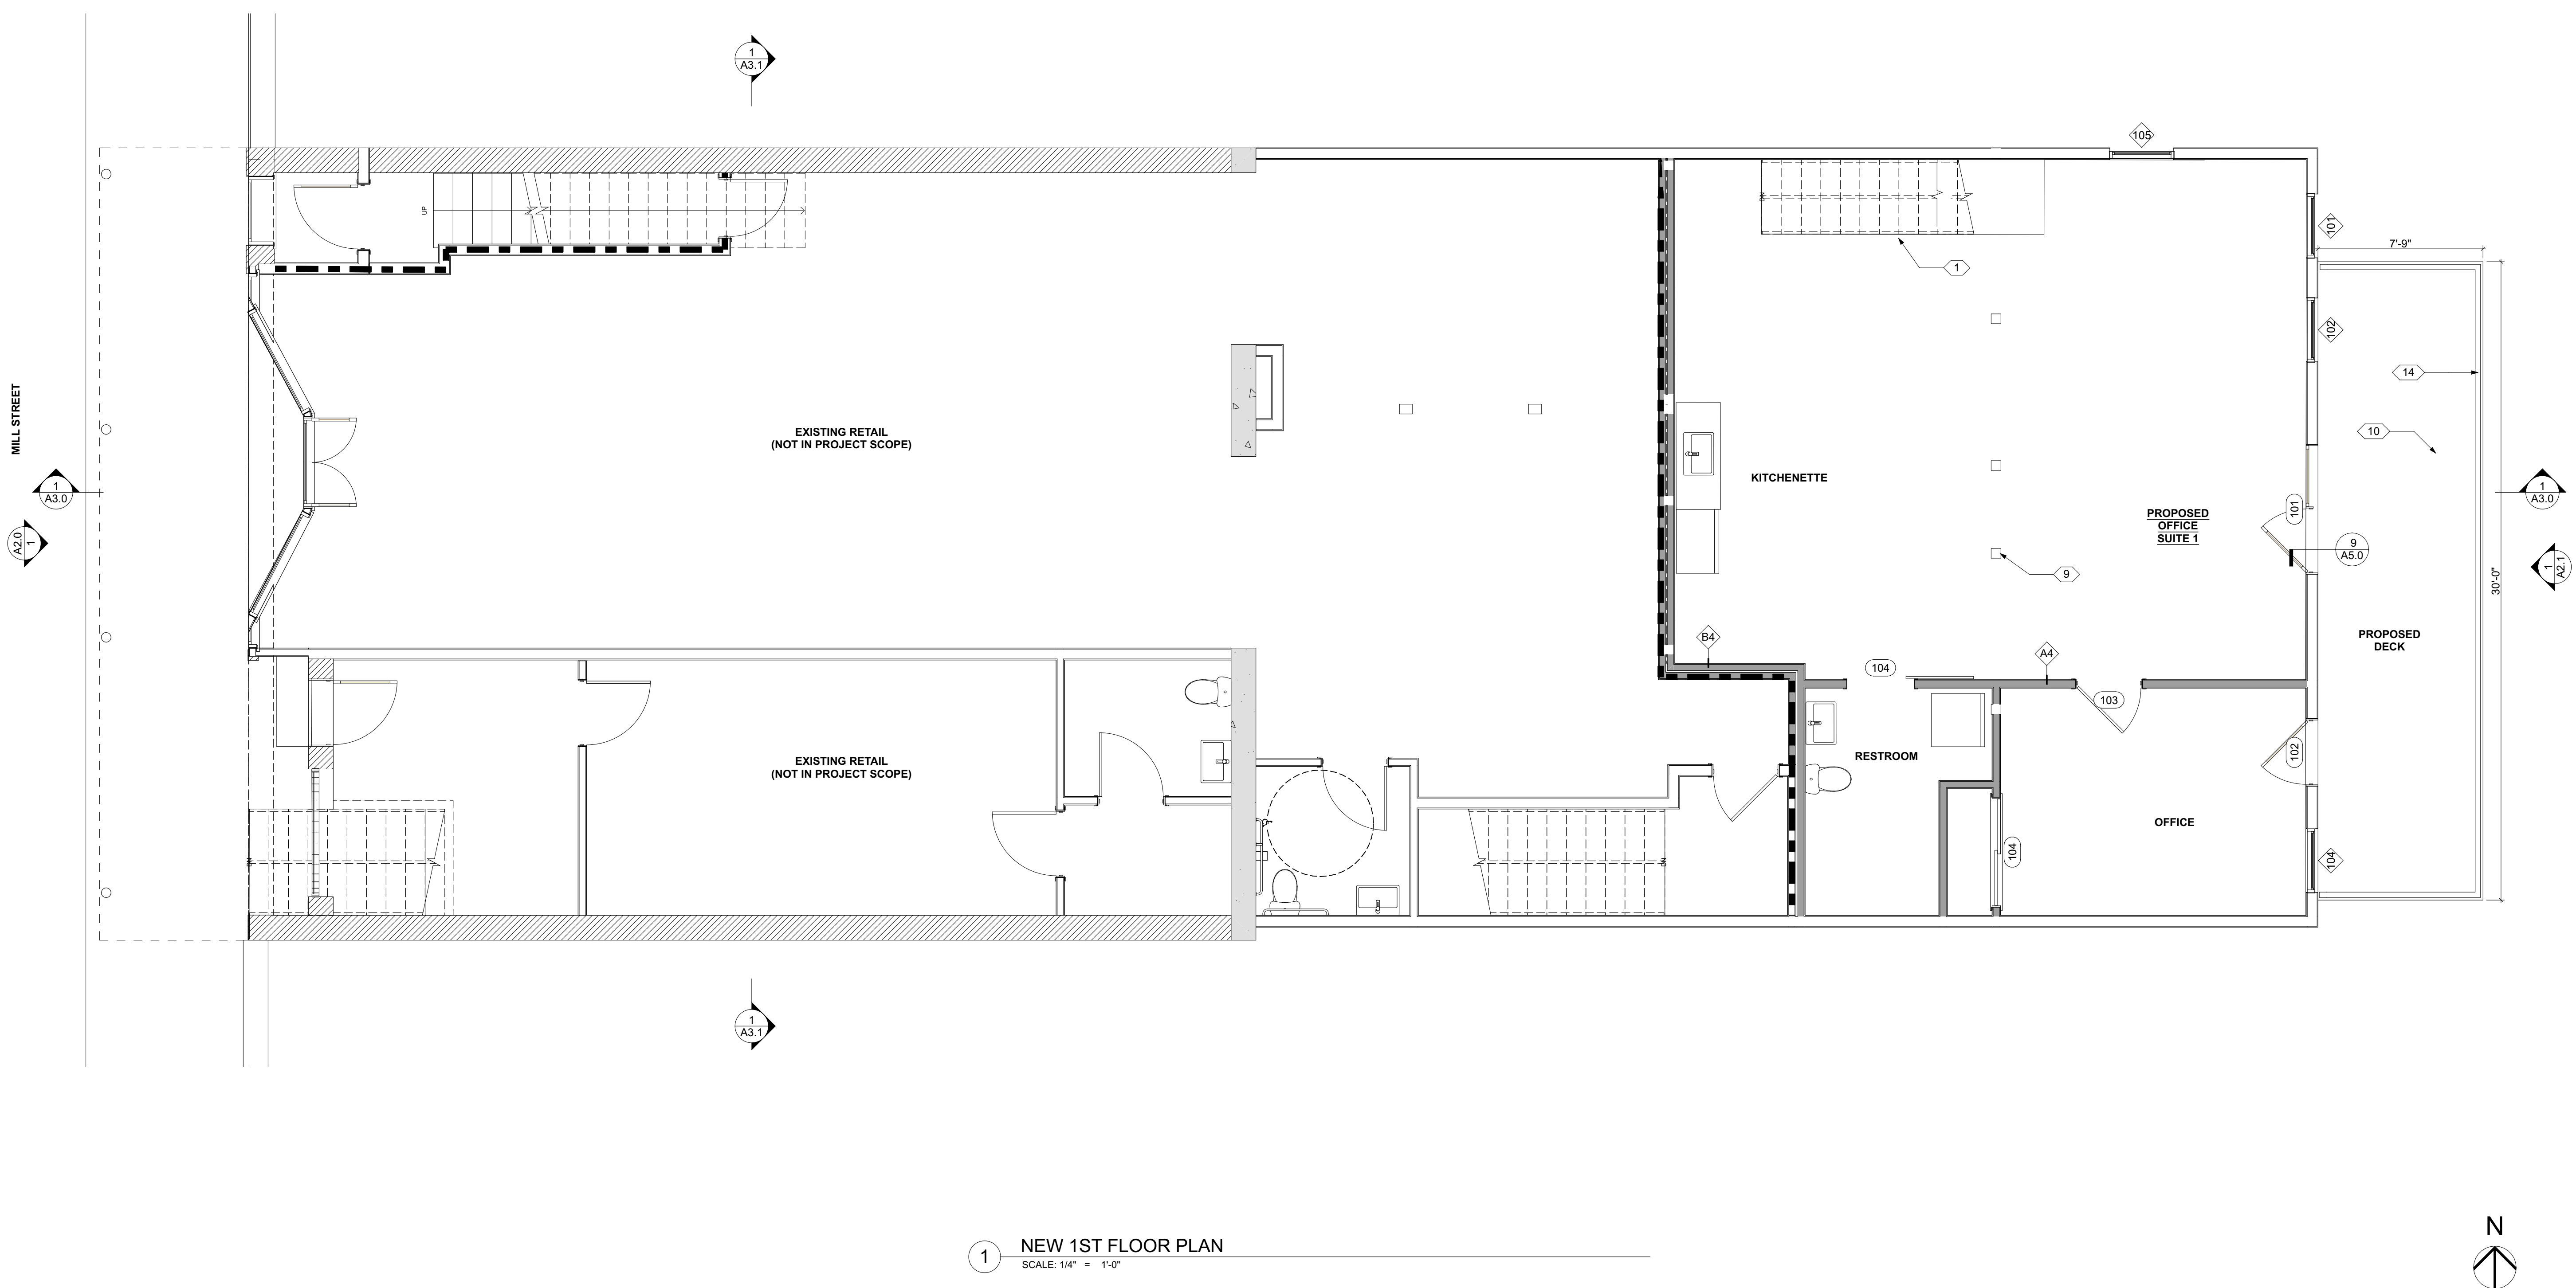 1
A3.1
105
UP
DN
101
7'-9"
1
102
14
MILL STREET
EXISTING RETAIL
(NOT IN PROJECT SCOPE)
10
KITCHENETTE
1
A3.0
1
A3.0
101
PROPOSED
OFFICE
SUITE 1
A2.0
1
9
A5.0
1
A2.1
9
30'-0"
B4
PROPOSED
DECK
A4
104
103
EXISTING RETAIL
(NOT IN PROJECT SCOPE)
RESTROOM
102
OFFICE
DN
DN
104
104
1
A3.1
N
1
NEW 1ST FLOOR PLAN
SCALE: 1/4" = 1'-0"